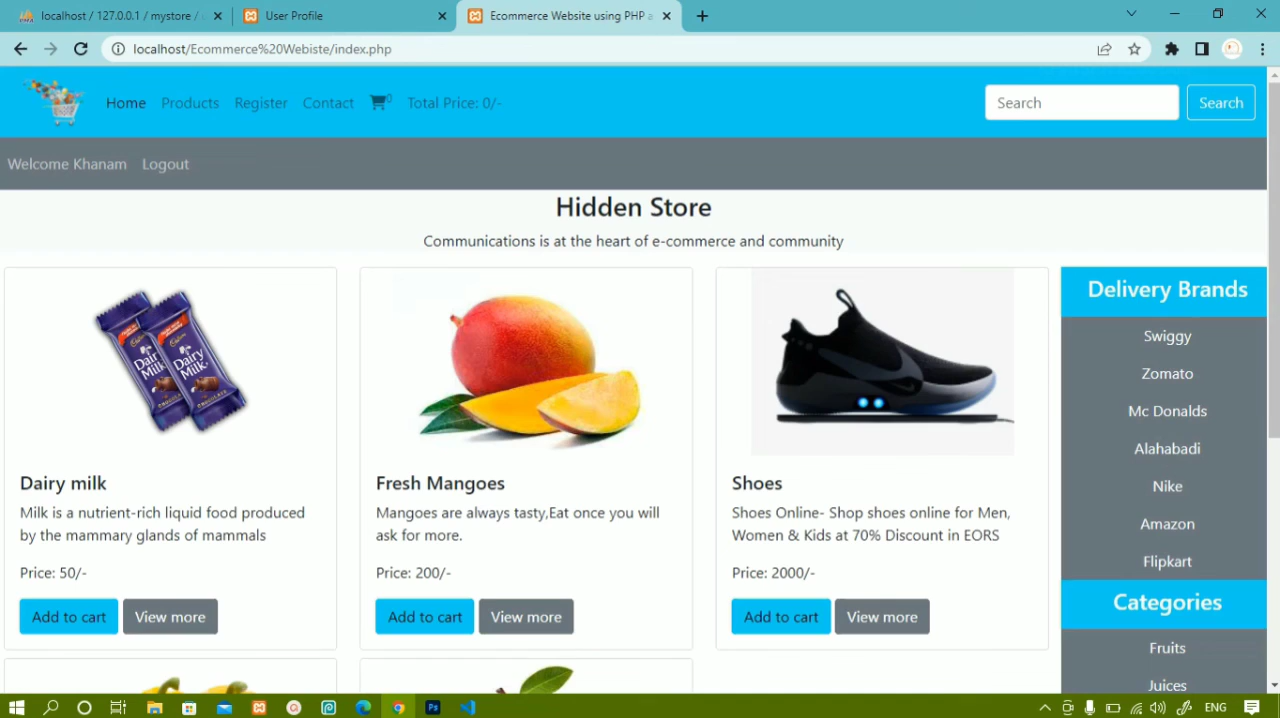 localhost / 127.0.0.1 / mystore /
User Profile
Ecommerce Website using PHP a
localhost/Ecommerce%20Webiste/index.php
Home Products Register Contact 0 Total Price: 0/-
Search Search
Welcome Khanam Logout
Hidden Store
Communications is at the heart of e-commerce and community
Dairy Milk
Dairy Milk
Dairy milk
Milk is a nutrient-rich liquid food produced
by the mammary glands of mammals
Price: 50/-
Add to cart View more
Fresh Mangoes
Mangoes are always tasty,Eat once you will
ask for more.
Price: 200/-
Add to cart View more
Shoes
Shoes Online- Shop shoes online for Men,
Women & Kids at 70% Discount in EORS
Price: 2000/-
Add to cart View more
Delivery Brands
Swiggy
Zomato
Mc Donalds
Alahabadi
Nike
Amazon
Flipkart
Categories
Fruits
Juices
ENG